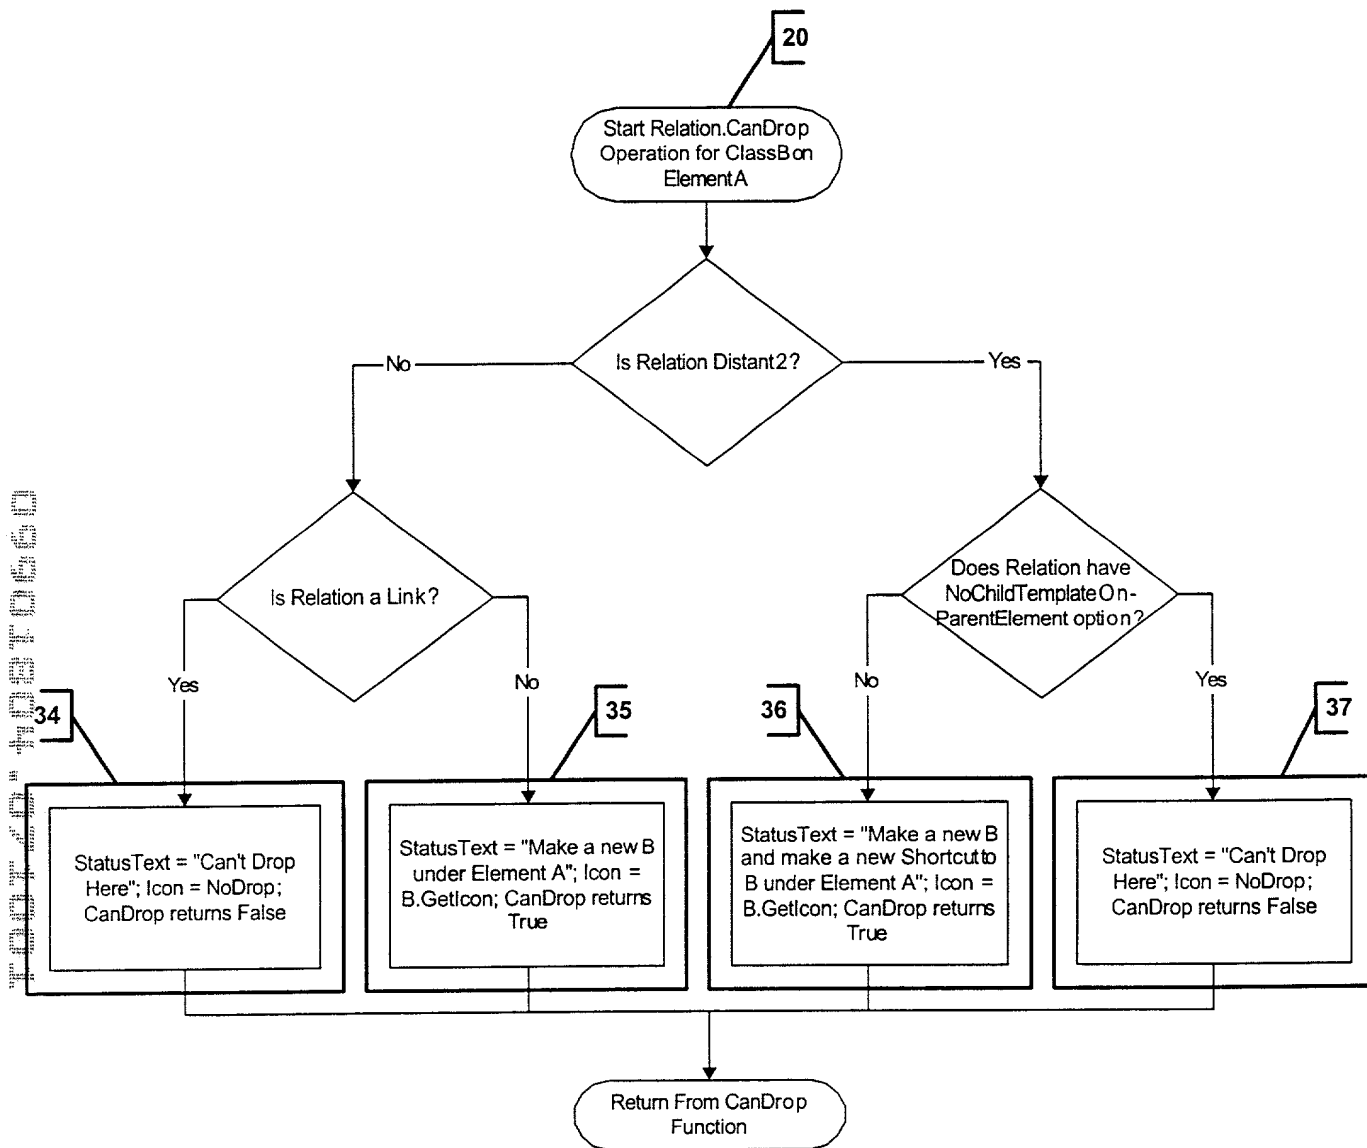 20
Start Relation.CanDrop
Operation for ClassB on
ElementA
Is Relation Distant2?
No
Yes
Is Relation a Link?
Does Relation have
NoChildTemplateOn-
ParentElement option?
Yes
No
No
Yes
34
35
36
37
StatusText = "Can't Drop
Here"; Icon = NoDrop;
CanDrop returns False
StatusText = "Make a new B
under Element A"; Icon =
B.GetIcon; CanDrop returns
True
StatusText = "Make a new B
and make a new Shortcut to
B under Element A"; Icon =
B.GetIcon; CanDrop returns
True
StatusText = "Can't Drop
Here"; Icon = NoDrop;
CanDrop returns False
Return From CanDrop
Function